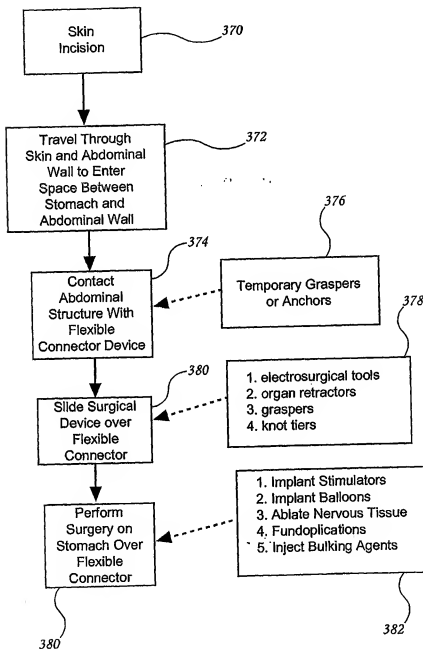 Skin
Incision
370
Travel Through
Skin and Abdominal
Wall to Enter
Space Between
Stomach and
Abdominal Wall
372
374
376
Contact
Abdominal
Structure With
Flexible
Connector Device
Temporary Graspers
or Anchors
378
380
Slide Surgical
Device over
Flexible
Connector
1. electrosurgical tools
2. organ retractors
3. graspers
4. knot tiers
Perform
Surgery on
Stomach Over
Flexible
Connector
1. Implant Stimulators
2. Implant Balloons
3. Ablate Nervous Tissue
4. Fundoplications
5. Inject Bulking Agents
380
382